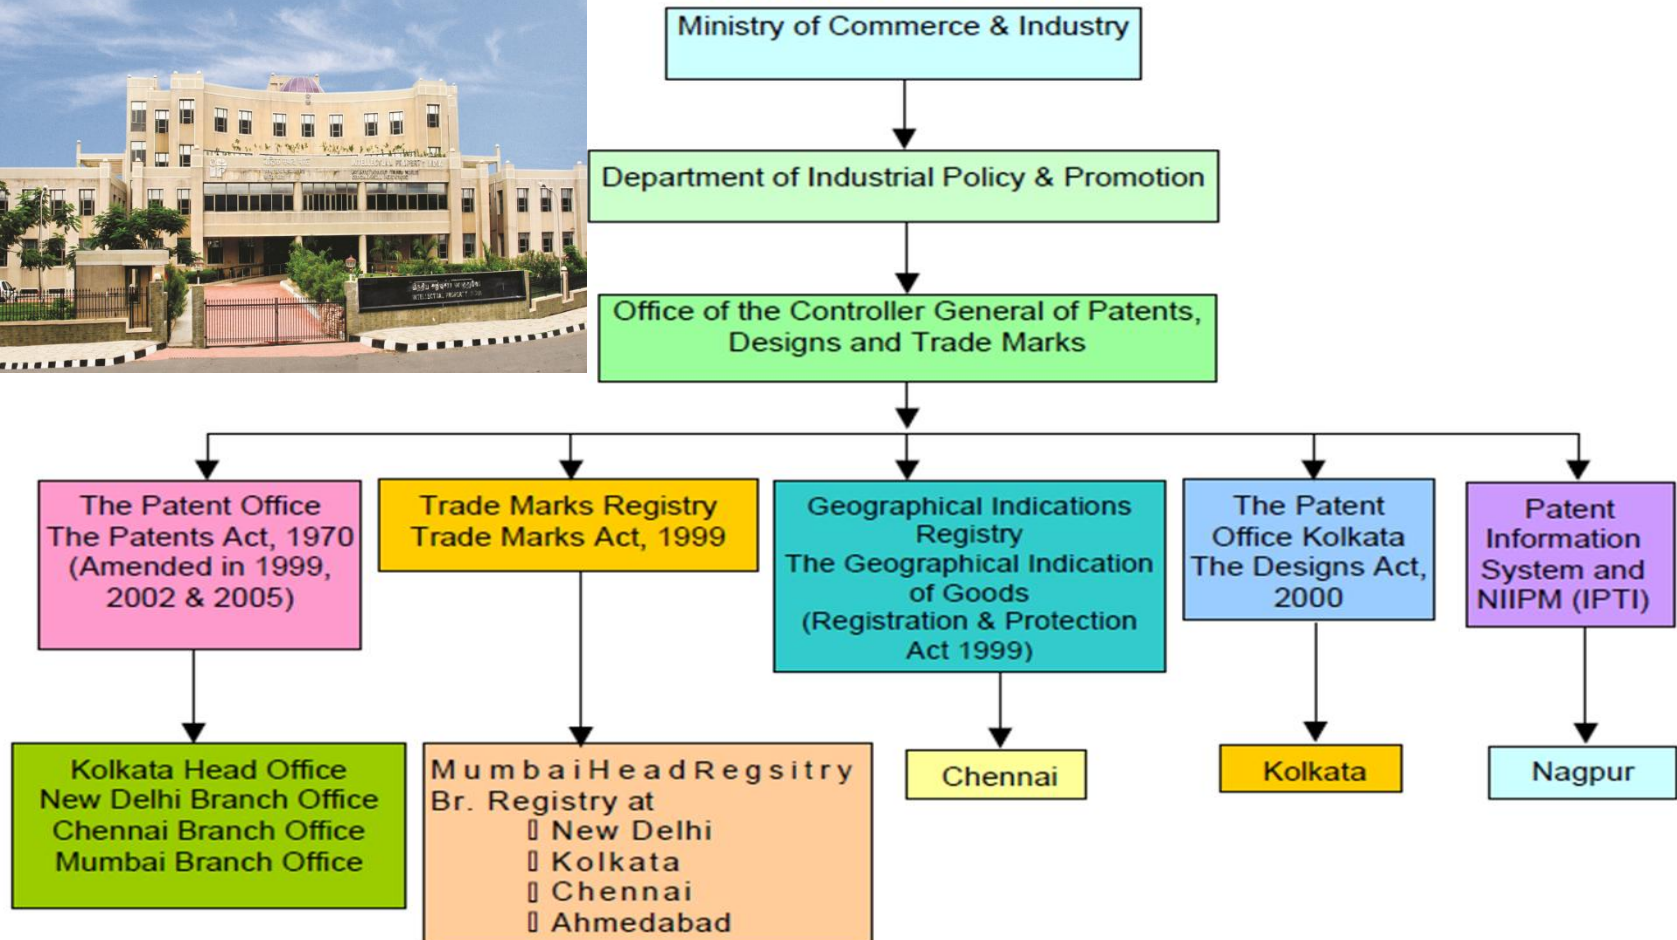 INTELLECTUAL PROPERTY INDIA
Ministry of Commerce & Industry
Department of Industrial Policy & Promotion
Office of the Controller General of Patents,
Designs and Trade Marks
The Patent Office
The Patents Act, 1970
(Amended in 1999,
2002 & 2005)
Trade Marks Registry
Trade Marks Act, 1999
Geographical Indications
Registry
The Geographical Indication
of Goods
(Registration & Protection
Act 1999)
The Patent
Office Kolkata
The Designs Act,
2000
Patent
Information
System and
NIIPM (IPTI)
Kolkata Head Office
New Delhi Branch Office
Chennai Branch Office
Mumbai Branch Office
MumbaiHeadRegsitry
Br. Registry at
▯ New Delhi
▯ Kolkata
▯ Chennai
▯ Ahmedabad
Chennai
Kolkata
Nagpur